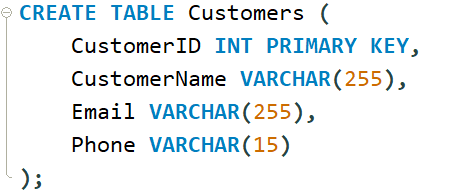 CREATE TABLE Customers (
    CustomerID INT PRIMARY KEY,
    CustomerName VARCHAR(255),
    Email VARCHAR(255),
    Phone VARCHAR(15)
);